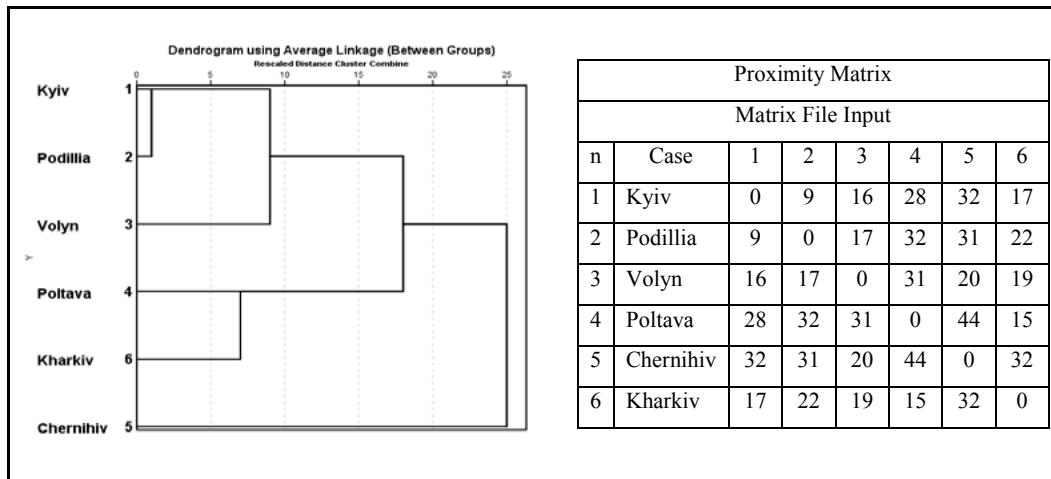 Dendrogram using Average Linkage (Between Groups)
Rescaled Distance Cluster Combine
0 5 10 15 20 25
Kyiv 1
Podillia 2
Volyn 3
Y
Poltava 4
Kharkiv 6
Chernihiv 5
Proximity Matrix
Matrix File Input
n Case 1 2 3 4 5 6
1 Kyiv 0 9 16 28 32 17
2 Podillia 9 0 17 32 31 22
3 Volyn 16 17 0 31 20 19
4 Poltava 28 32 31 0 44 15
5 Chernihiv 32 31 20 44 0 32
6 Kharkiv 17 22 19 15 32 0